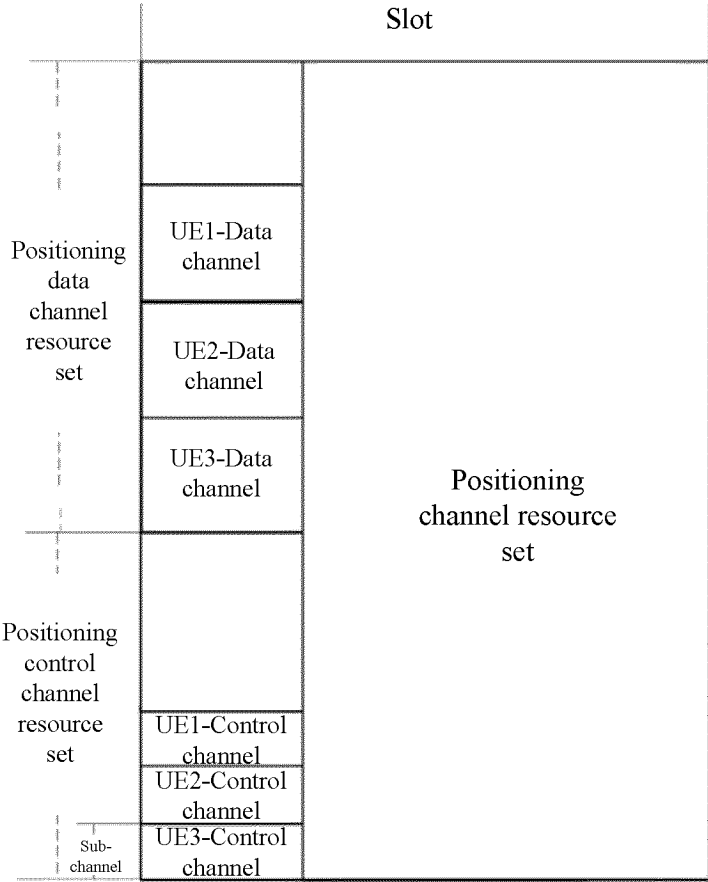 Slot
Positioning
data
channel
resource
set
UE1-Data
channel
UE2-Data
channel
UE3-Data
channel
Positioning
channel resource
set
Positioning
control
channel
resource
set
UE1-Control
channel
UE2-Control
channel
UE3-Control
channel
Sub-
channel